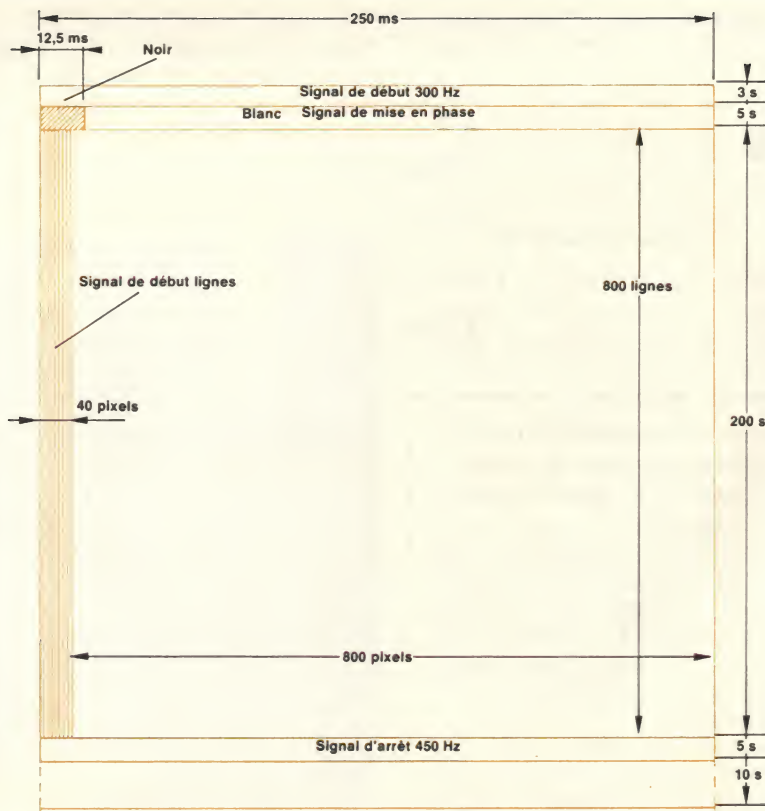 250 ms
12,5 ms
Noir
Signal de début 300 Hz
3 s
Blanc Signal de mise en phase
5 s
Signal de début lignes
800 lignes
40 pixels
200 s
800 pixels
Signal d'arrêt 450 Hz
5 s
10 s